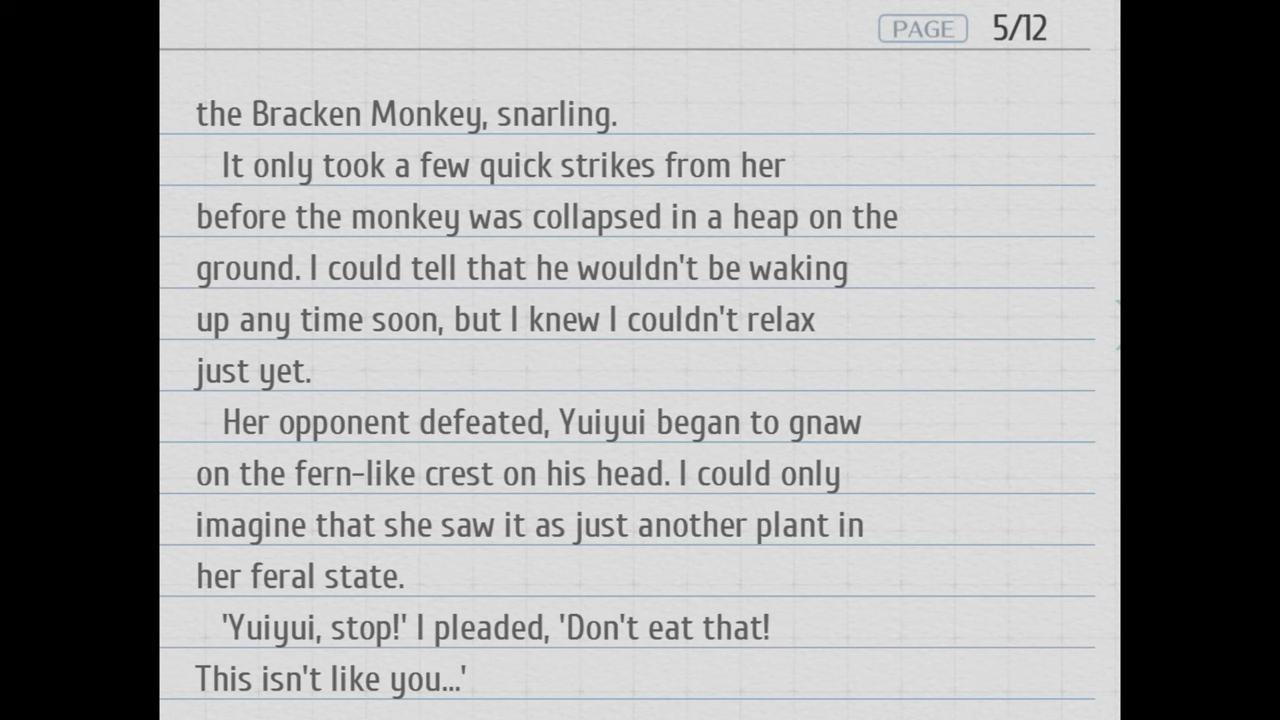 PAGE 5/12
the Bracken Monkey, snarling.
It only took a few quick strikes from her
before the monkey was collapsed in a heap on the
ground. I could tell that he wouldn't be waking
up any time soon, but I knew I couldn't relax
just yet.
Her opponent defeated, Yuiyui began to gnaw
on the fern-like crest on his head. I could only
imagine that she saw it as just another plant in
her feral state.
'Yuiyui, stop!' I pleaded, 'Don't eat that!
This isn't like you...'